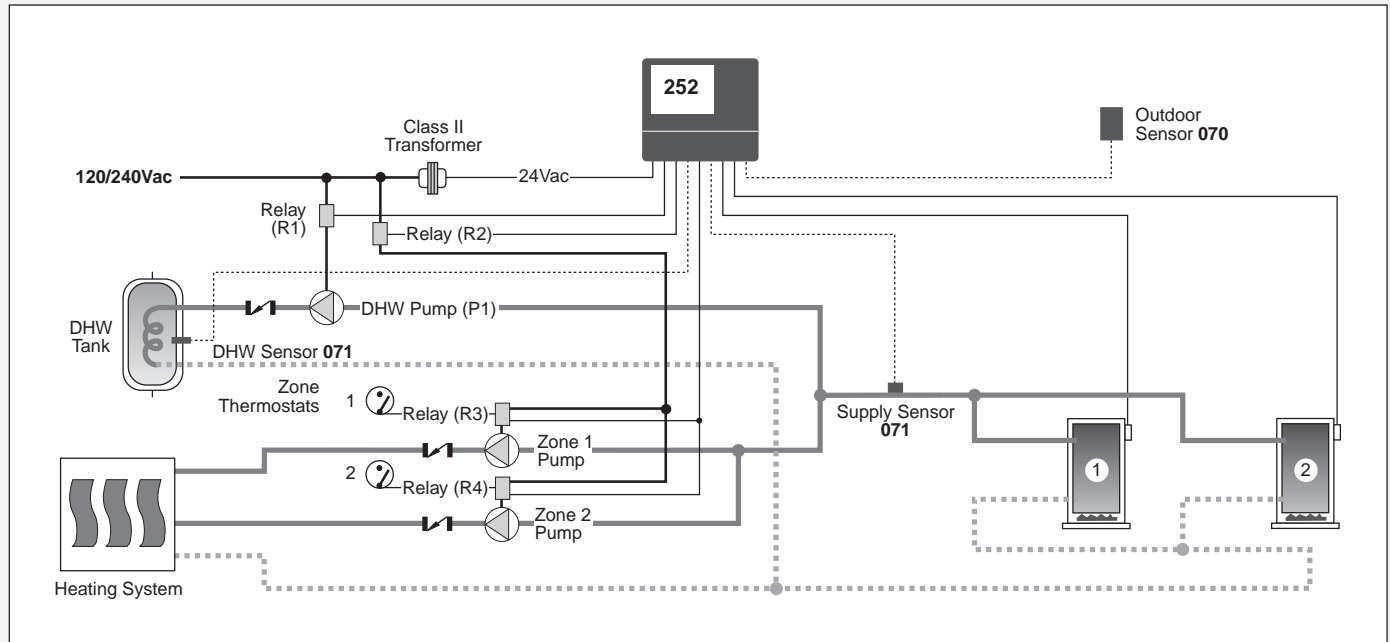 252
Outdoor
Sensor 070
Class II
Transformer
120/240Vac
24Vac
Relay
(R1)
Relay (R2)
DHW Pump (P1)
DHW
Tank
DHW Sensor 071
Zone
Thermostats
1
Relay (R3)
Supply Sensor
071
Zone 1
Pump
2
Relay (R4)
Zone 2
Pump
1
2
Heating System